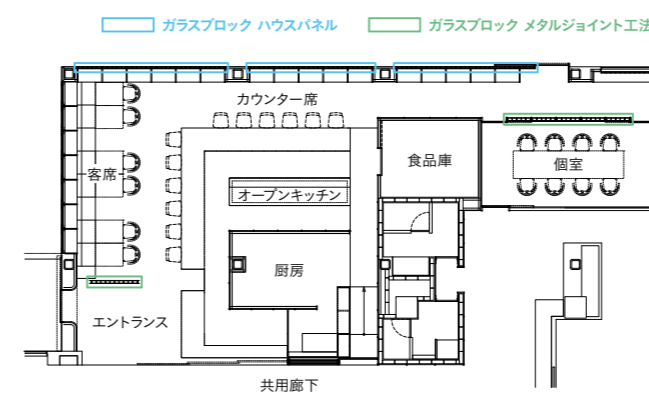 ガラスブロック ハウスパネル
ガラスブロック メタルジョイント工法
カウンター席
食品庫
個室
客席
オープンキッチン
厨房
エントランス
共用廊下